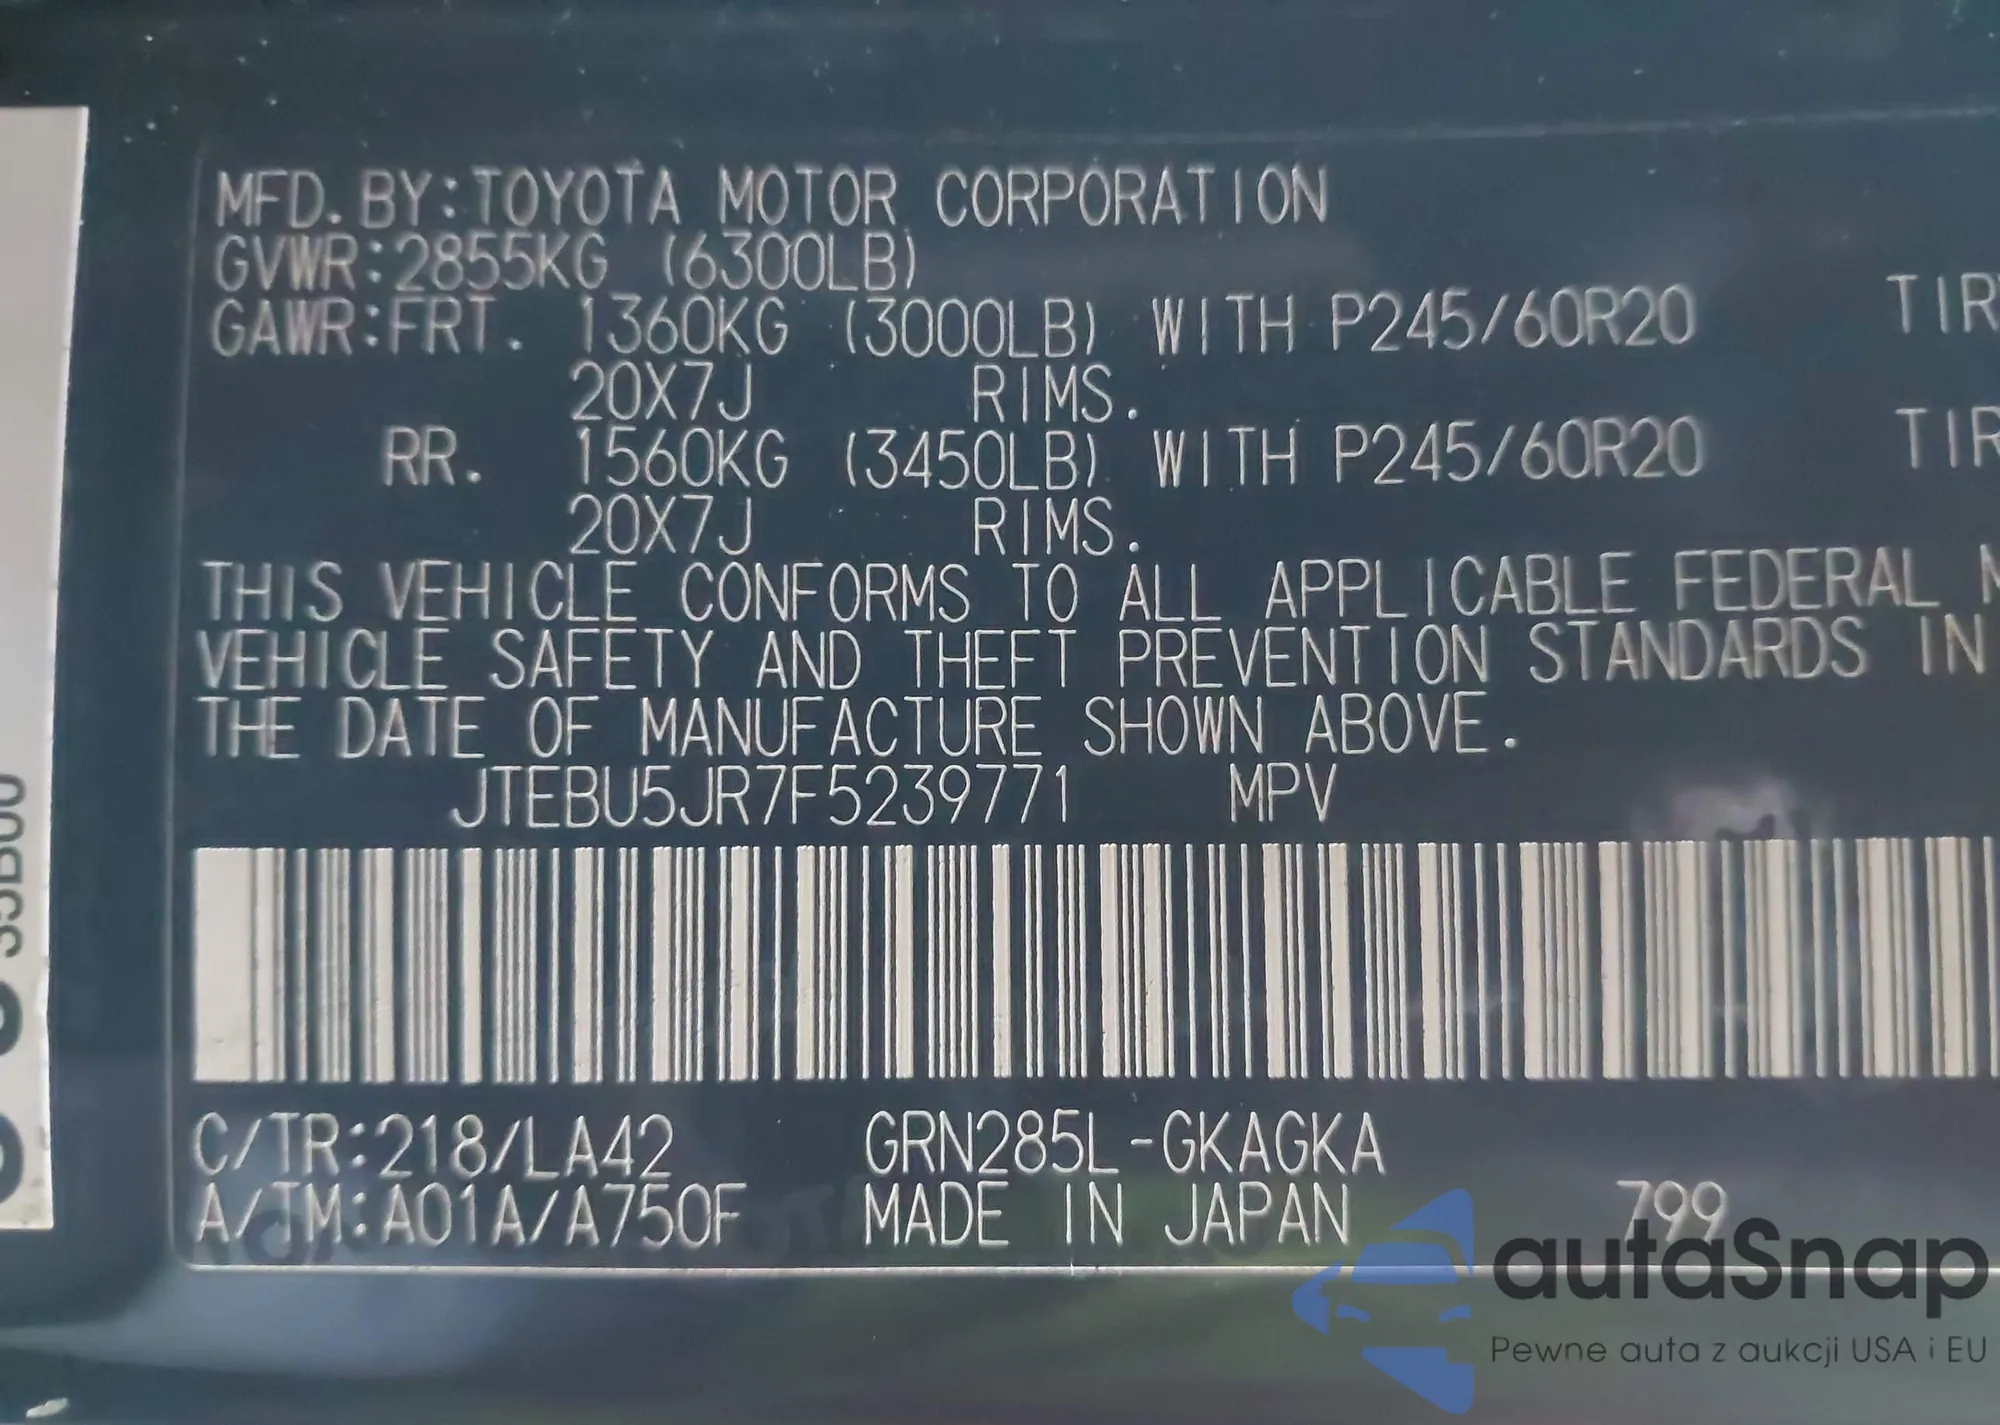 MFD. BY:TOYOTA MOTOR CORPORATION
GVWR:2855KG (6300LB)
GAWR:FRT. 1360KG (3000LB) WITH P245/60R20 TIR
20X7J RIMS.
RR. 1560KG (3450LB) WITH P245/60R20 TIR
20X7J RIMS.
THIS VEHICLE CONFORMS TO ALL APPLICABLE FEDERAL M
VEHICLE SAFETY AND THEFT PREVENTION STANDARDS IN
THE DATE OF MANUFACTURE SHOWN ABOVE.
JTEBU5JR7F5239771 MPV
C/TR:218/LA42 GRN285L-GKAGKA
A/TM:A01A/A750F MADE IN JAPAN 799
autaSnap
Pewne auta z aukcji USA i EU